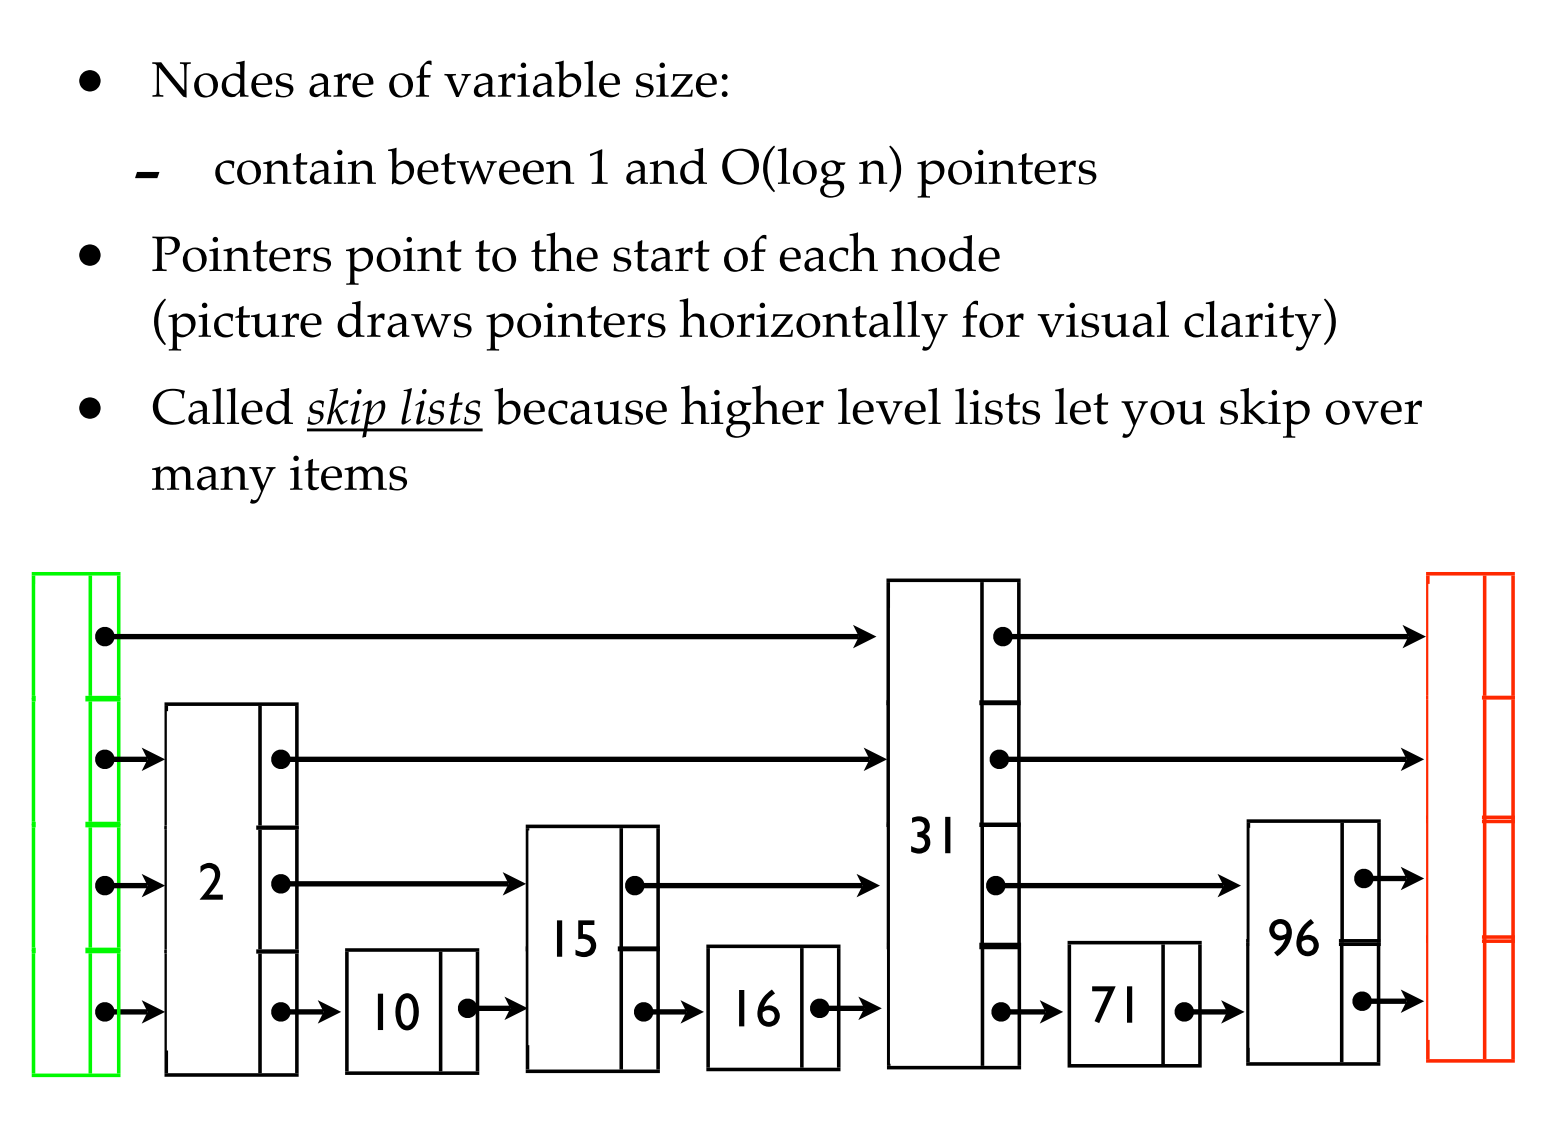 ● Nodes are of variable size:
– contain between 1 and O(log n) pointers
● Pointers point to the start of each node
(picture draws pointers horizontally for visual clarity)
● Called skip lists because higher level lists let you skip over
many items
2
10
15
16
31
71
96